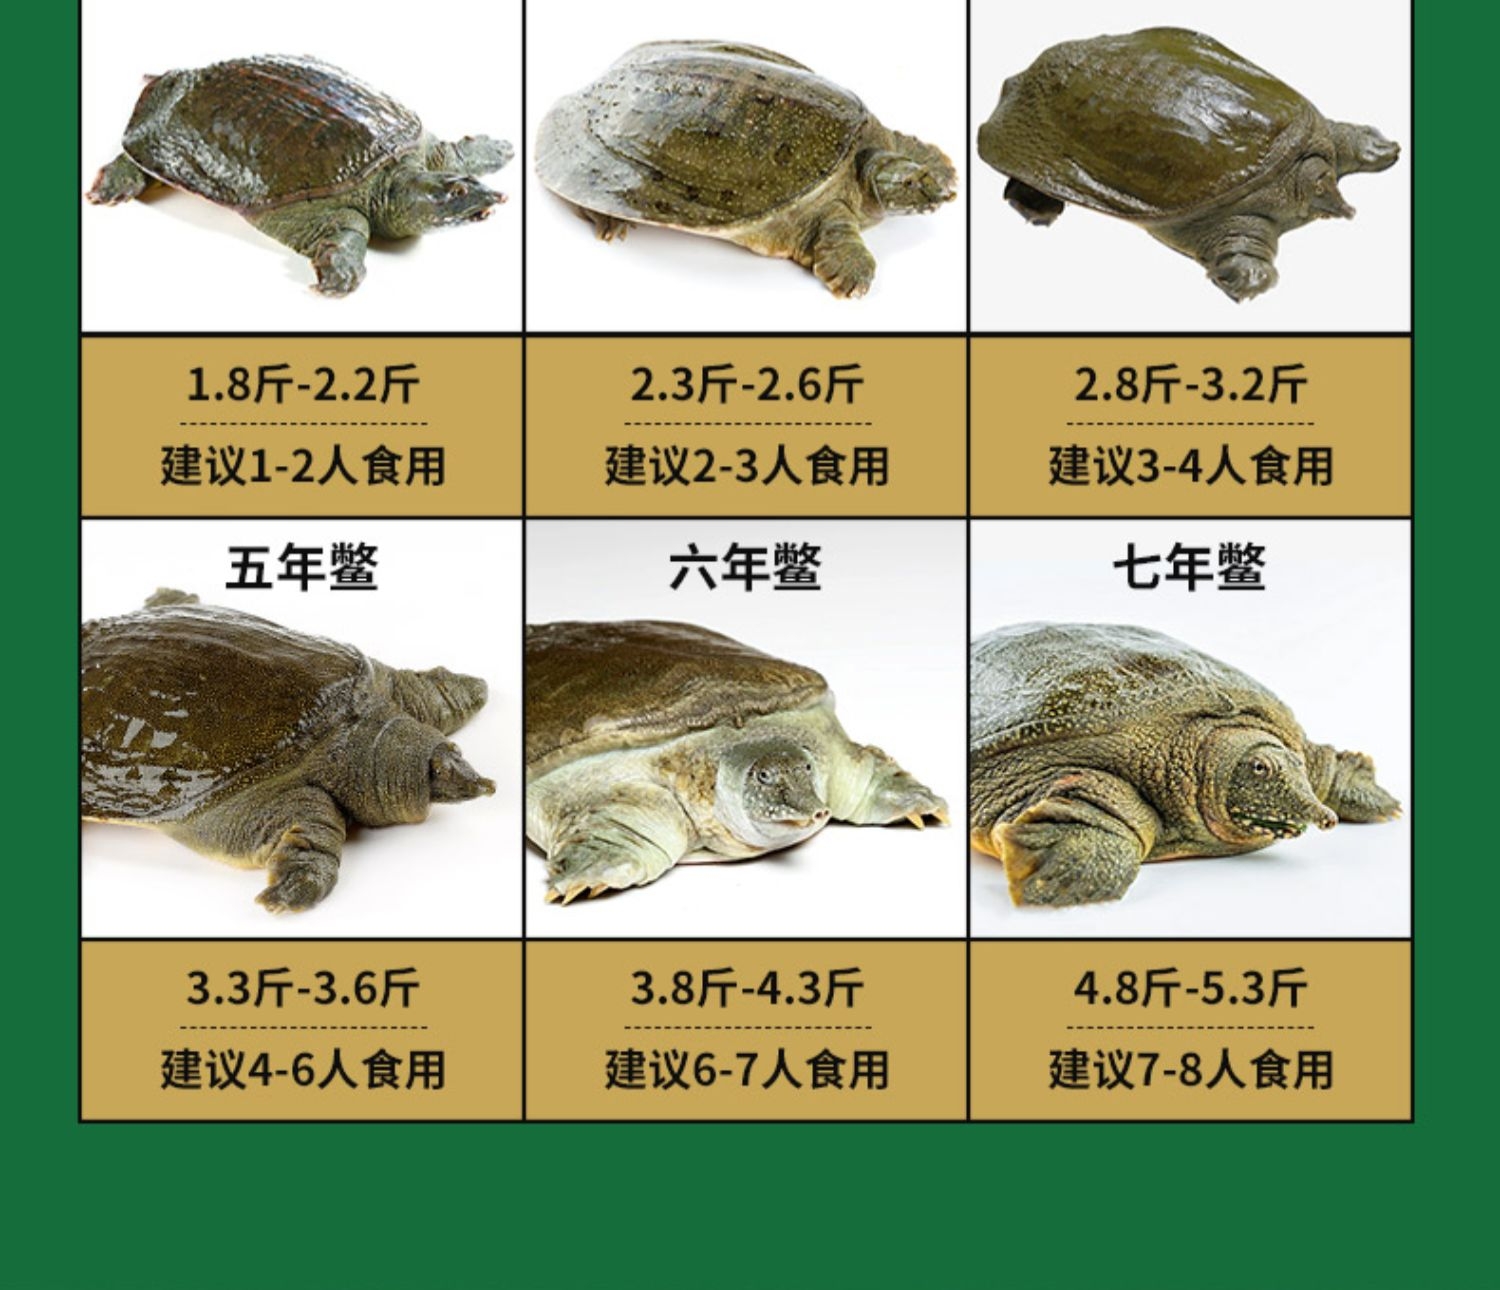 1.8斤-2.2斤
建议1-2人食用
2.3斤-2.6斤
建议2-3人食用
2.8斤-3.2斤
建议3-4人食用
五年鳖
六年鳖
七年鳖
3.3斤-3.6斤
建议4-6人食用
3.8斤-4.3斤
建议6-7人食用
4.8斤-5.3斤
建议7-8人食用